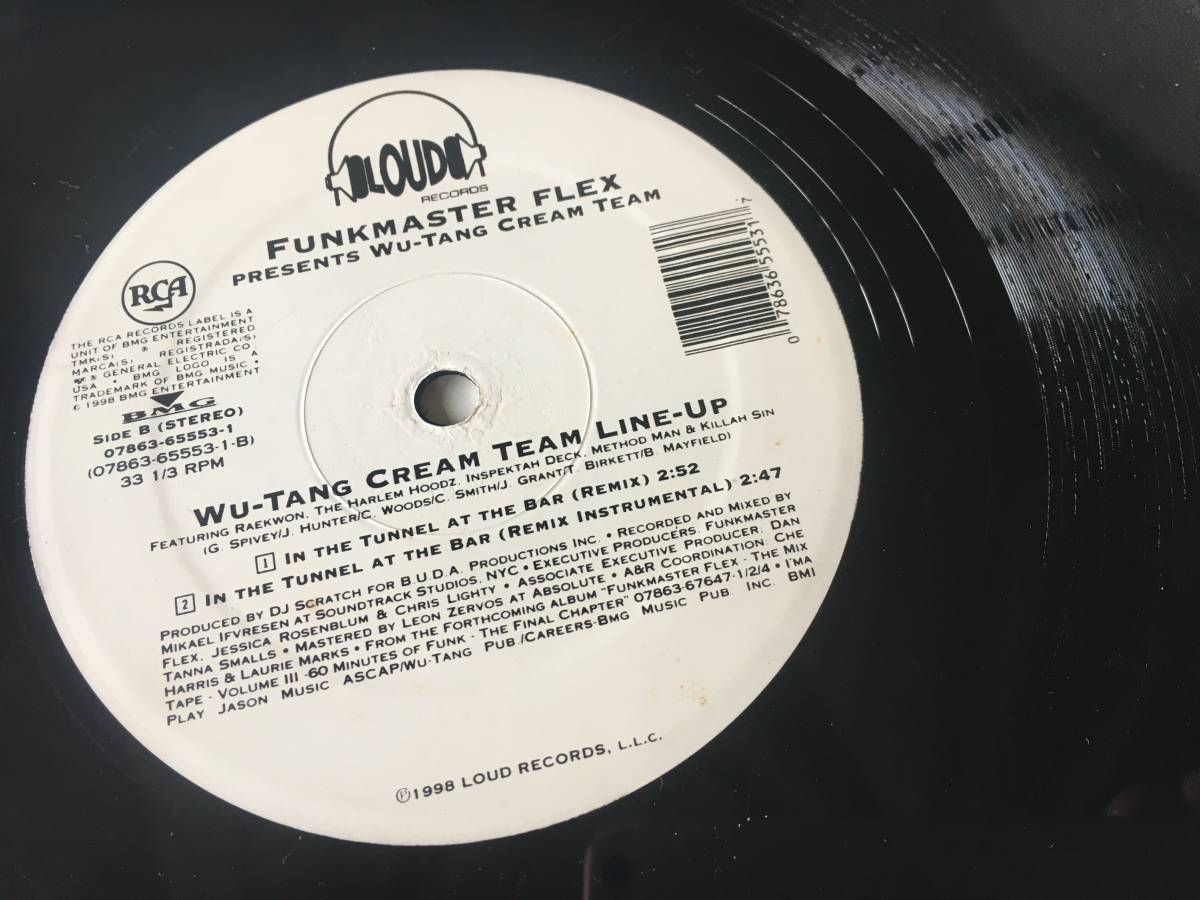 LOUD
RECORDS
FUNKMASTER FLEX
PRESENTS WU-TANG CREAM TEAM
RCA
THE RCA RECORDS LABEL IS A
UNIT OF BMG ENTERTAINMENT
TMK(S) ® REGISTERED
MARCA(S) REGISTRADA(S)
® GENERAL ELECTRIC CO.
USA • BMG LOGO IS A
TRADEMARK OF BMG MUSIC •
© 1998 BMG ENTERTAINMENT
BMG
SIDE B (STEREO)
07863-65553-1
(07863-65553-1-B)
33 1/3 RPM
0 78636 55531 7
WU-TANG CREAM TEAM LINE-UP
FEATURING RAEKWON, THE HARLEM HOODZ, INSPEKTAH DECK, METHOD MAN & KILLAH SIN
(G. SPIVEY/J. HUNTER/C. WOODS/C. SMITH/J. GRANT/T. BIRKETT/B. MAYFIELD)
1 IN THE TUNNEL AT THE BAR (REMIX) 2:52
2 IN THE TUNNEL AT THE BAR (REMIX INSTRUMENTAL) 2:47
PRODUCED BY DJ SCRATCH FOR B.U.D.A. PRODUCTIONS INC. • RECORDED AND MIXED BY
MIKAEL IFVRESEN AT SOUNDTRACK STUDIOS, NYC • EXECUTIVE PRODUCERS: FUNKMASTER
FLEX, JESSICA ROSENBLUM & CHRIS LIGHTY • ASSOCIATE EXECUTIVE PRODUCER: DAN
TANNA SMALLS • MASTERED BY LEON ZERVOS AT ABSOLUTE • A&R COORDINATION: CHE
HARRIS & LAURIE MARKS • FROM THE FORTHCOMING ALBUM "FUNKMASTER FLEX - THE MIX
TAPE - VOLUME III -60 MINUTES OF FUNK - THE FINAL CHAPTER" 07863-67647-1/2/4 • I'MA
PLAY JASON MUSIC ASCAP/WU-TANG PUB./CAREERS-BMG MUSIC PUB. INC. BMI
℗1998 LOUD RECORDS, L.L.C.